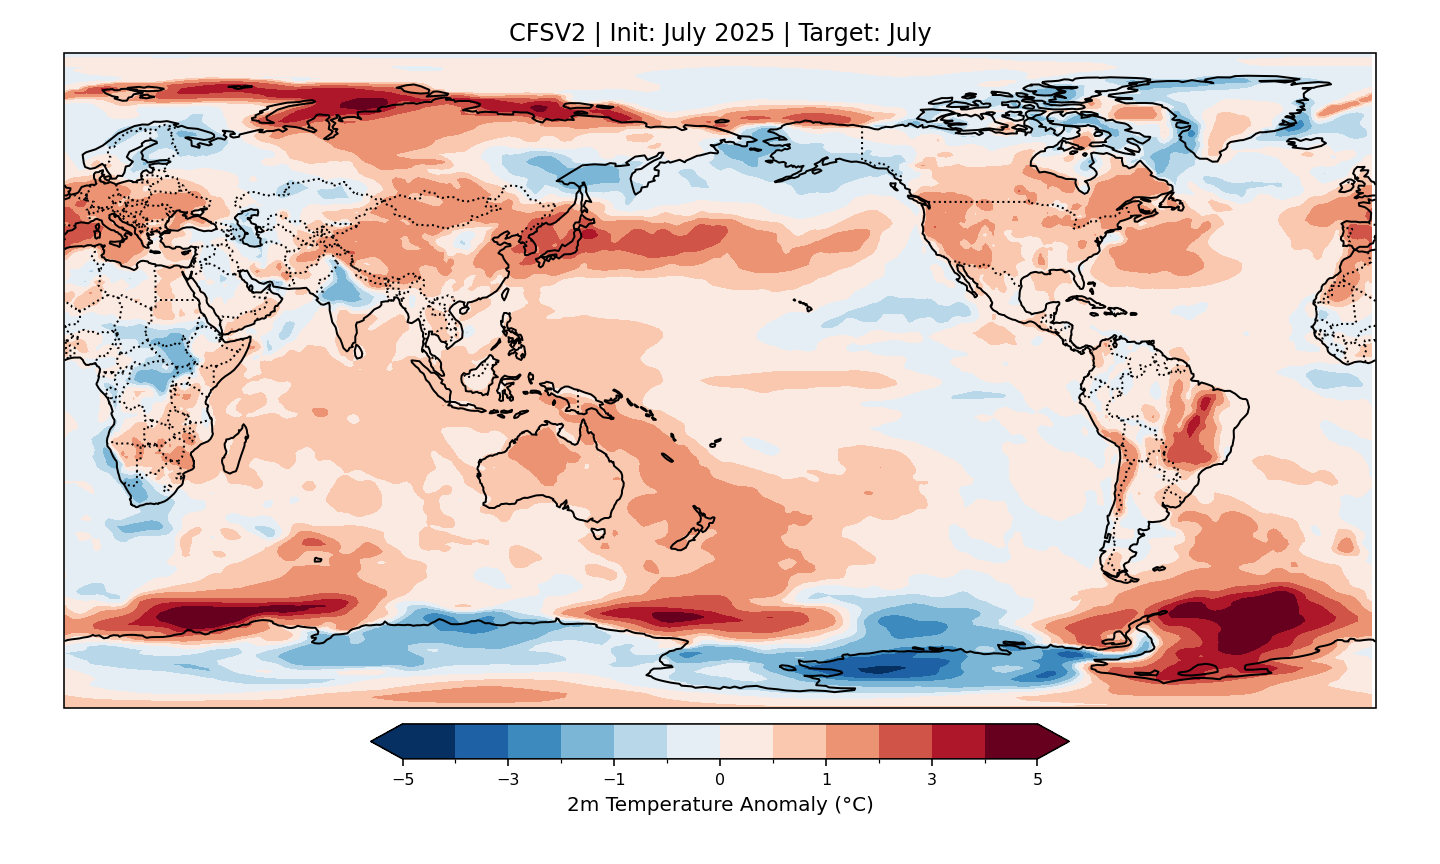 CFSV2 | Init: July 2025 | Target: July
−5 −3 −1 0 1 3 5
2m Temperature Anomaly (°C)